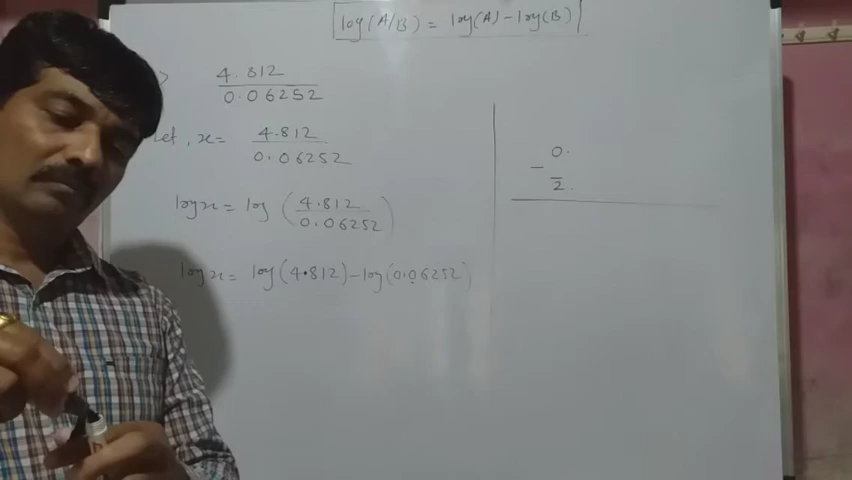 log(A/B) = log(A) - log(B)
> 4.812 / 0.06252
Let, x = 4.812 / 0.06252
log x = log (4.812 / 0.06252)
log x = log(4.812) - log(0.06252)
0.
- 2̅.